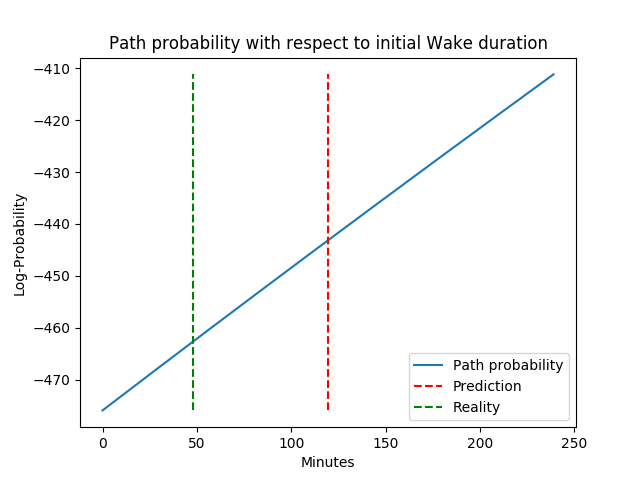 Path probability with respect to initial Wake duration
−410
−420
−430
−440
−450
−460
−470
Log-Probability
0 50 100 150 200 250
Minutes
Path probability
Prediction
Reality